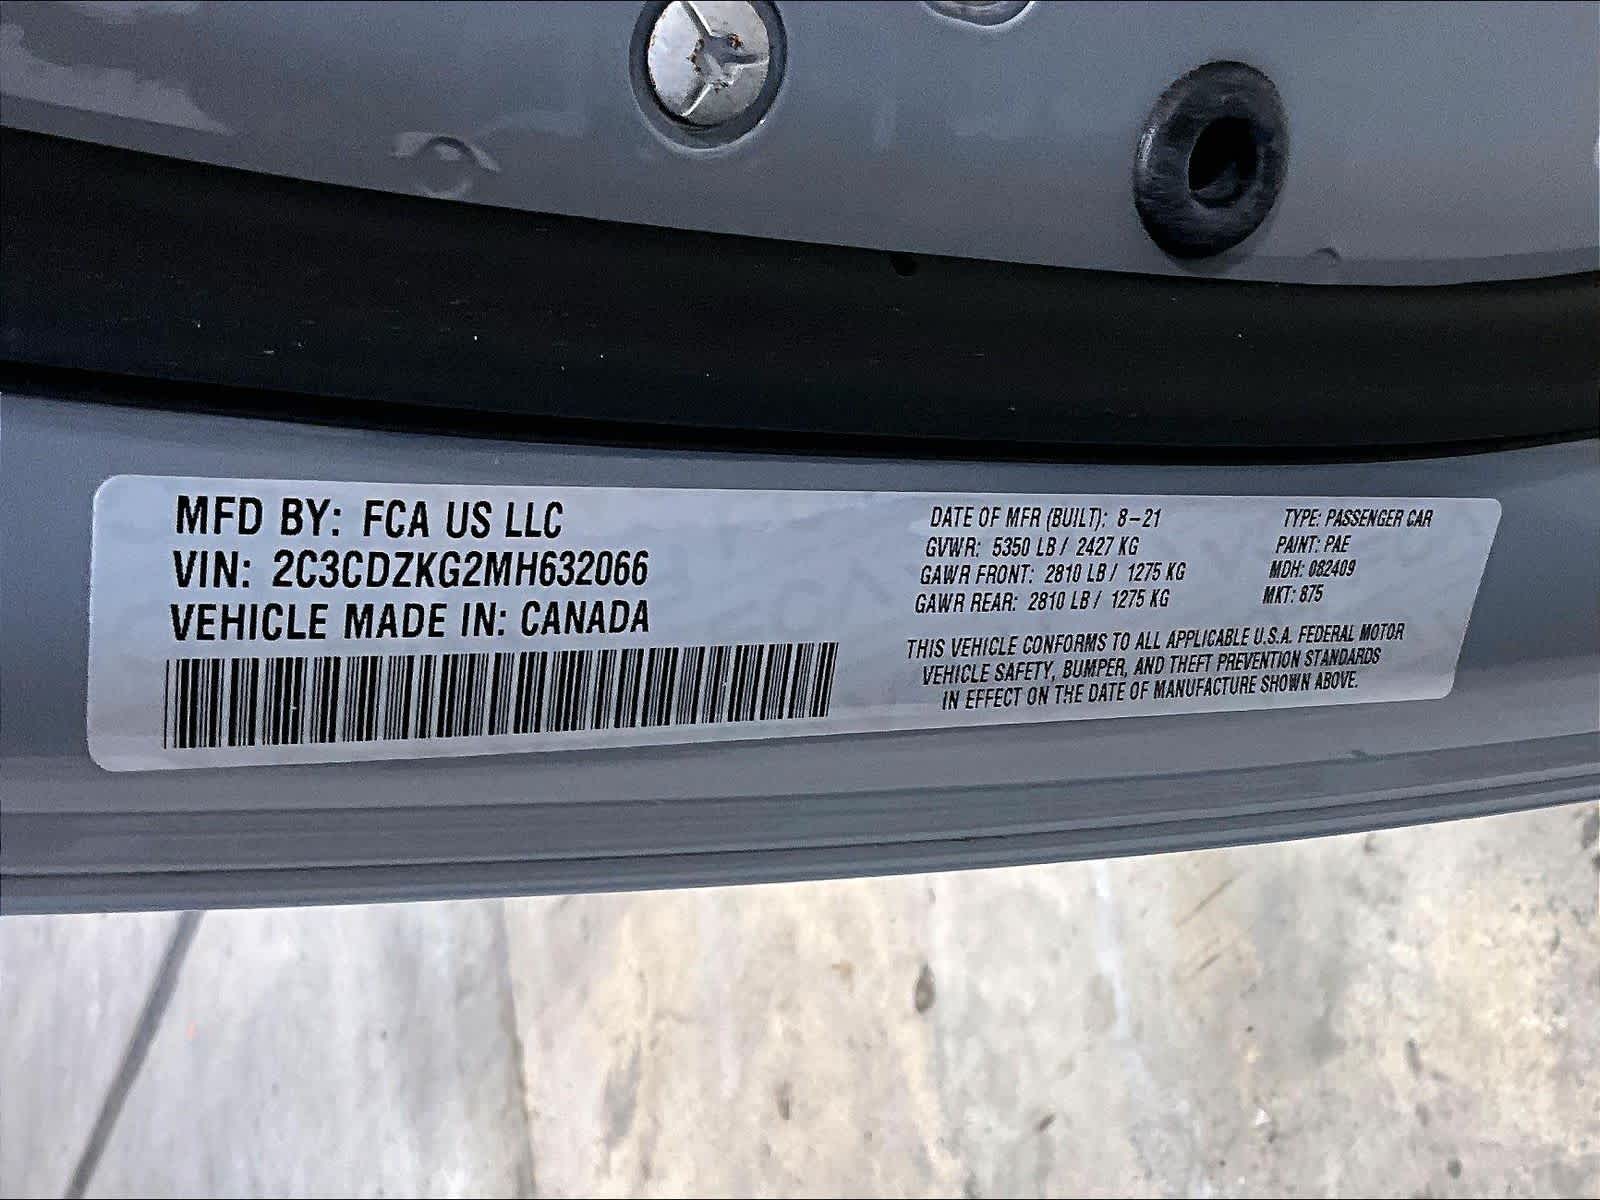 MFD BY: FCA US LLC
VIN: 2C3CDZKG2MH632066
VEHICLE MADE IN: CANADA
DATE OF MFR (BUILT): 8-21
GVWR: 5350 LB / 2427 KG
GAWR FRONT: 2810 LB / 1275 KG
GAWR REAR: 2810 LB / 1275 KG
TYPE: PASSENGER CAR
PAINT: PAE
MDH: 082409
MKT: 875
THIS VEHICLE CONFORMS TO ALL APPLICABLE U.S.A. FEDERAL MOTOR
VEHICLE SAFETY, BUMPER, AND THEFT PREVENTION STANDARDS
IN EFFECT ON THE DATE OF MANUFACTURE SHOWN ABOVE.